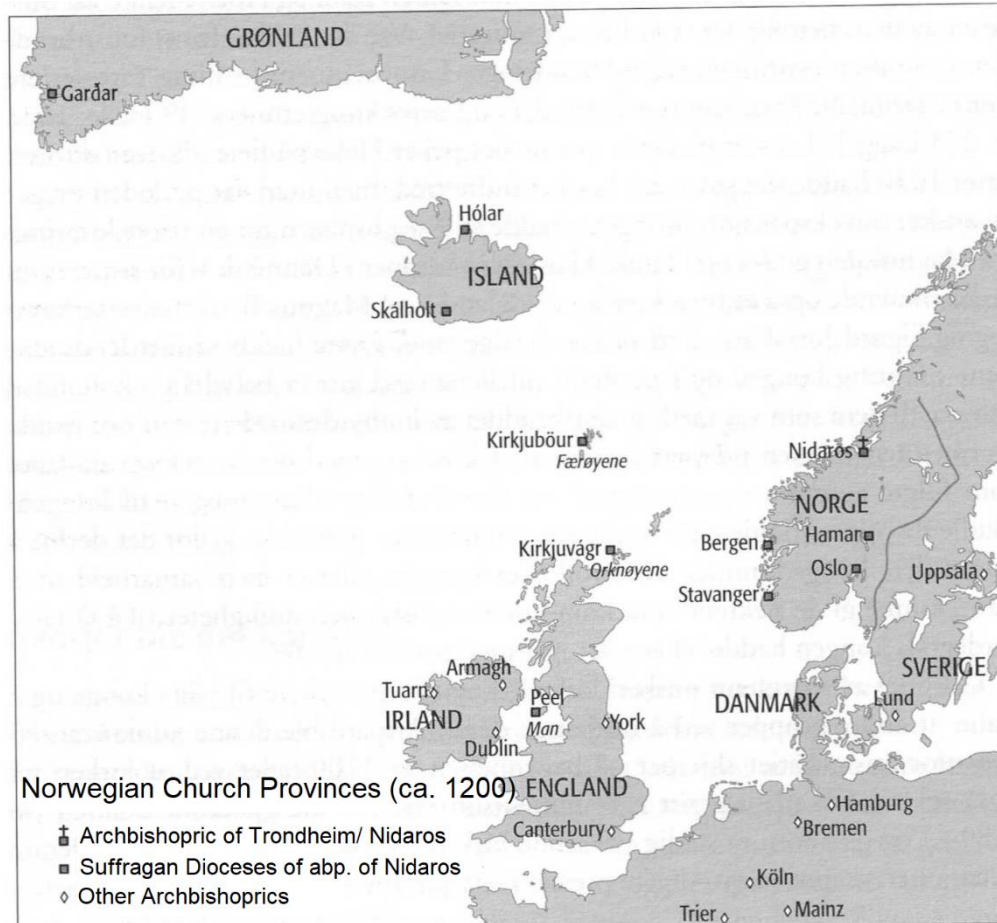 GRØNLAND
Garðar
Hólar
ISLAND
Skálholt
Kirkjuböur
Færøyene
Nidaros
NORGE
Hamar
Bergen
Kirkjuvágr
Orknøyene
Oslo
Uppsala
Stavanger
Armagh
SVERIGE
Tuam
Peel
DANMARK
Lund
IRLAND
Man
York
Dublin
Norwegian Church Provinces (ca. 1200)
ENGLAND
Archbishopric of Trondheim/ Nidaros
Hamburg
Canterbury
Bremen
Suffragan Dioceses of abp. of Nidaros
Other Archbishoprics
Köln
Trier
Mainz